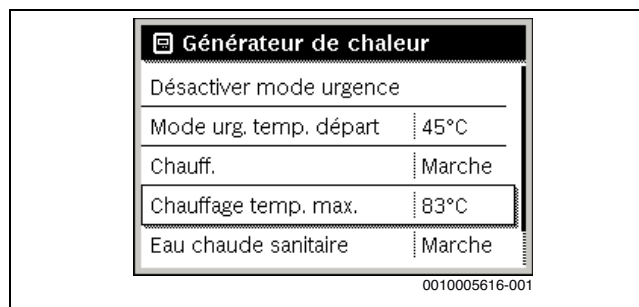 Générateur de chaleur
Désactiver mode urgence
Mode urg. temp. départ 45°C
Chauff. Marche
Chauffage temp. max. 83°C
Eau chaude sanitaire Marche
0010005616-001